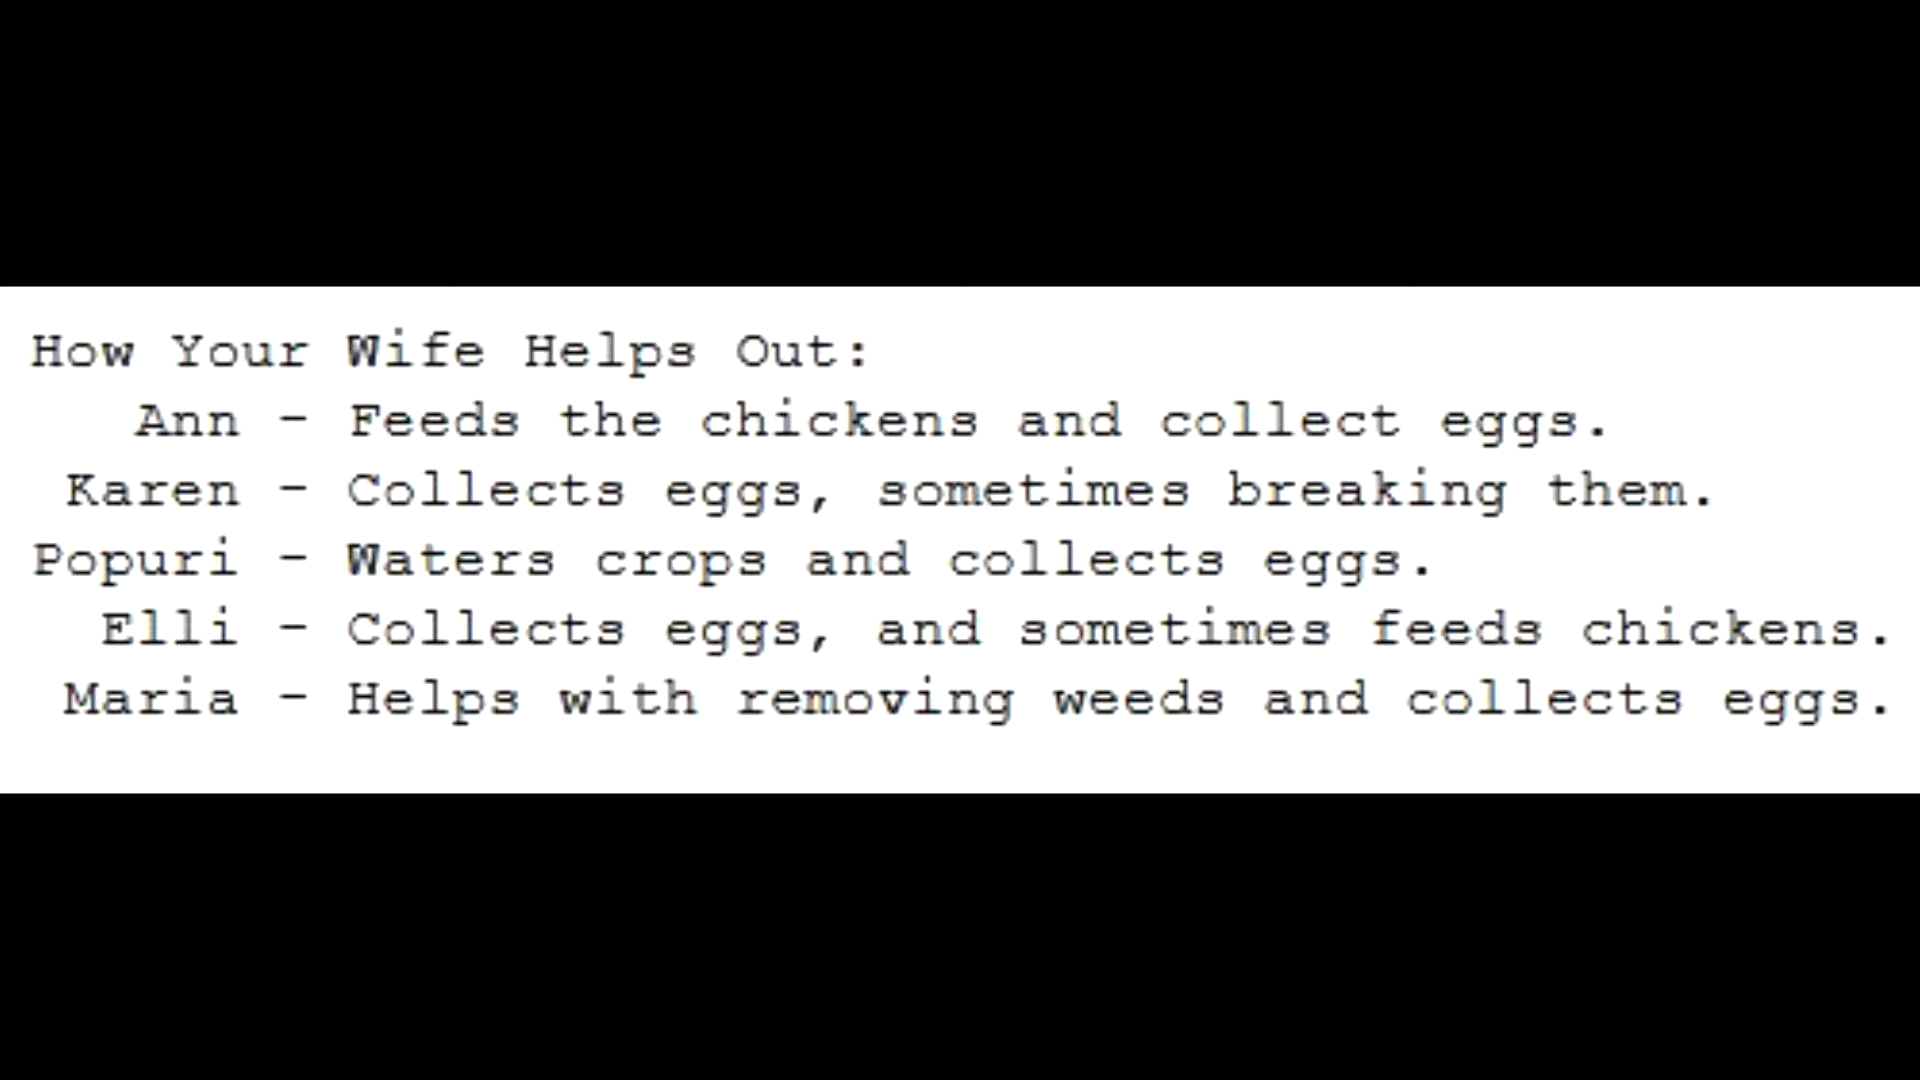 How Your Wife Helps Out:
Ann - Feeds the chickens and collect eggs.
Karen - Collects eggs, sometimes breaking them.
Popuri - Waters crops and collects eggs.
Elli - Collects eggs, and sometimes feeds chickens.
Maria - Helps with removing weeds and collects eggs.